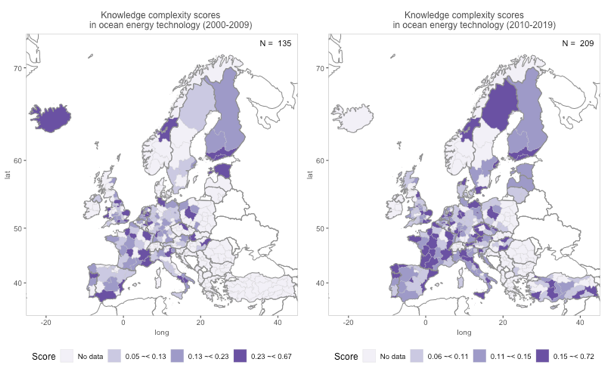 Knowledge complexity scores
in ocean energy technology (2000-2009)
N = 135
70
60
50
40
lat
-20 0 20 40
long
Score No data 0.05 ~< 0.13 0.13 ~< 0.23 0.23 ~< 0.67
Knowledge complexity scores
in ocean energy technology (2010-2019)
N = 209
70
60
50
40
lat
-20 0 20 40
long
Score No data 0.06 ~< 0.11 0.11 ~< 0.15 0.15 ~< 0.72